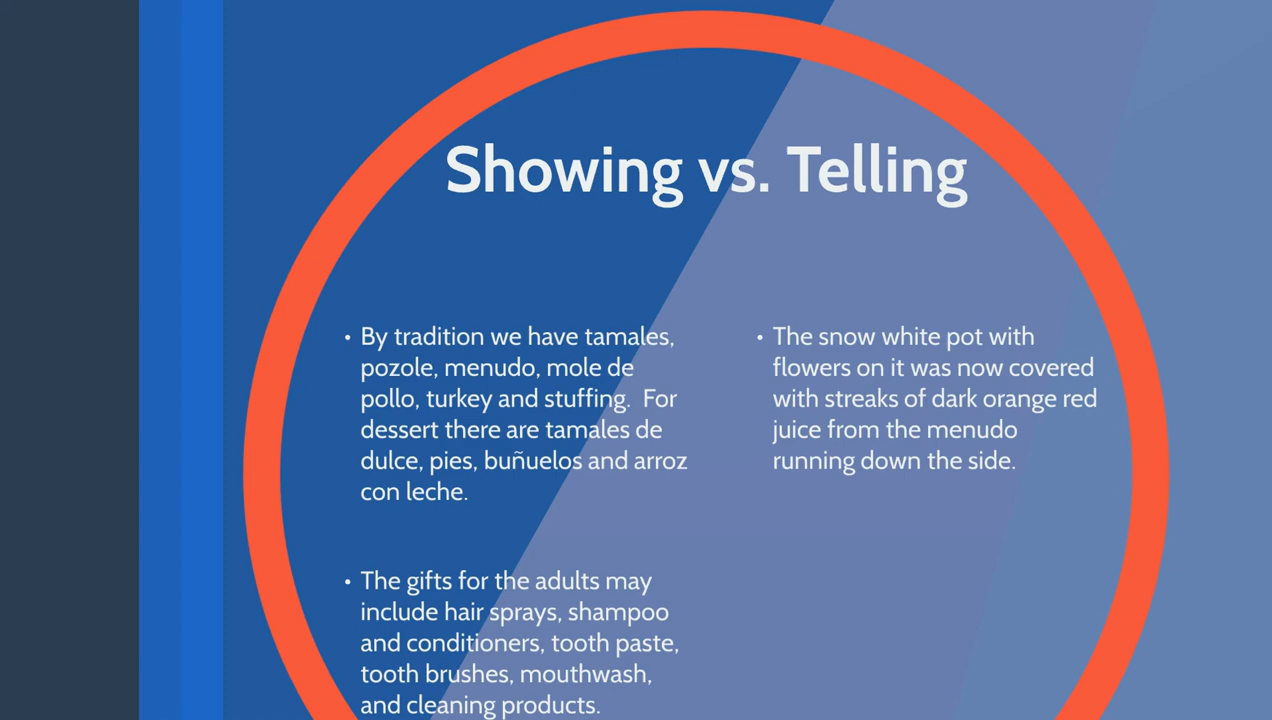 Showing vs. Telling
• By tradition we have tamales,
pozole, menudo, mole de
pollo, turkey and stuffing.  For
dessert there are tamales de
dulce, pies, buñuelos and arroz
con leche.
• The gifts for the adults may
include hair sprays, shampoo
and conditioners, tooth paste,
tooth brushes, mouthwash,
and cleaning products.
• The snow white pot with
flowers on it was now covered
with streaks of dark orange red
juice from the menudo
running down the side.